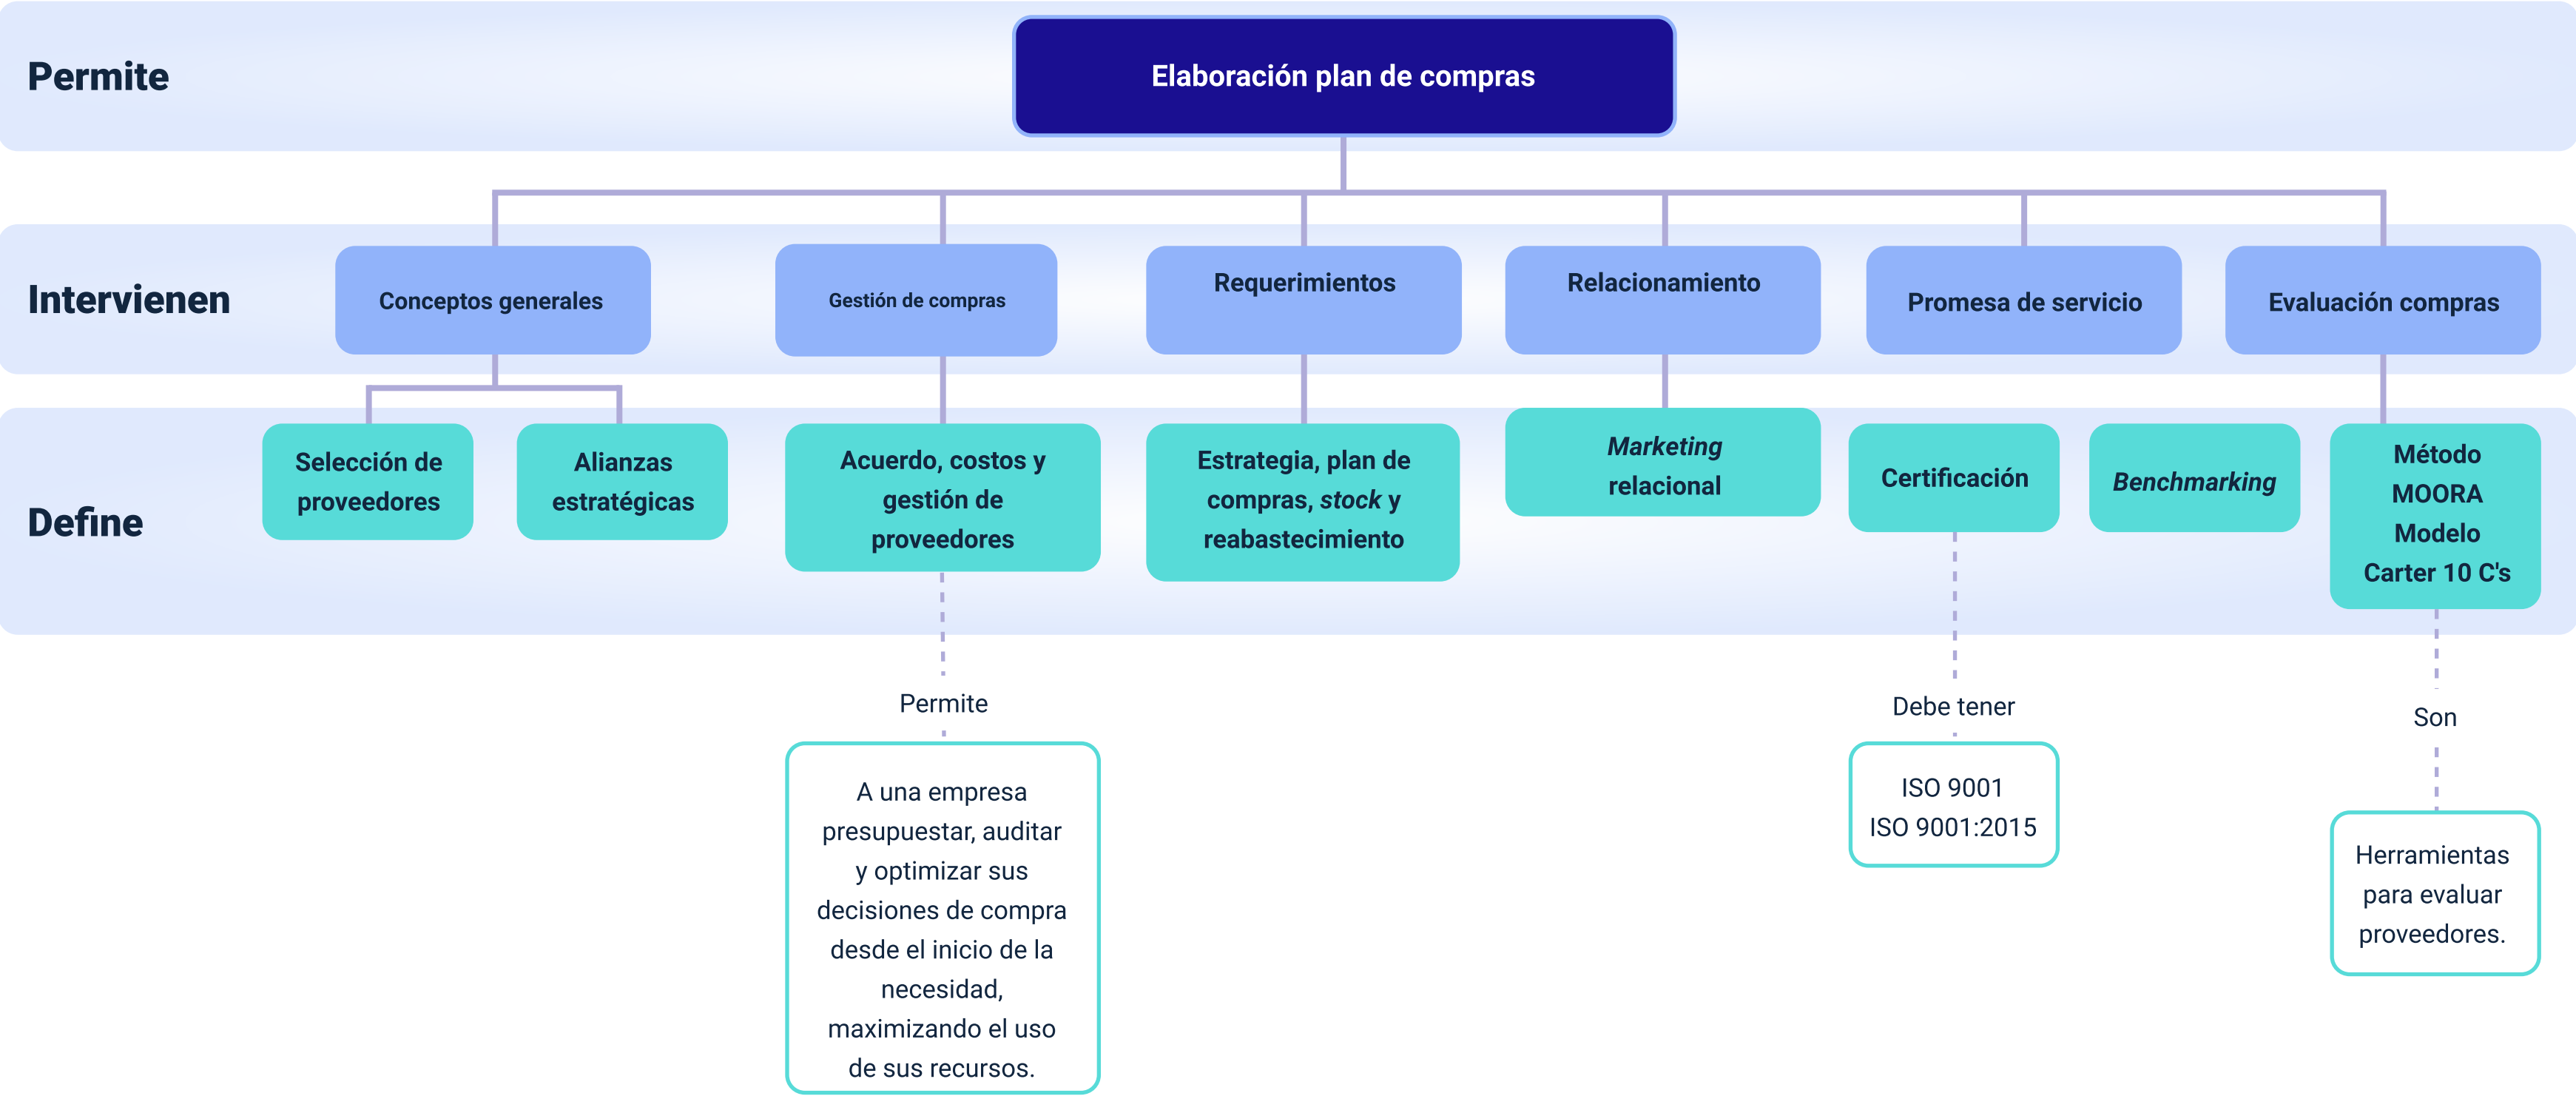 Permite
Elaboración plan de compras
Intervienen
Conceptos generales
Gestión de compras
Requerimientos
Relacionamiento
Promesa de servicio
Evaluación compras
Define
Selección de
proveedores
Alianzas
estratégicas
Acuerdo, costos y
gestión de
proveedores
Estrategia, plan de
compras, stock y
reabastecimiento
Marketing
relacional
Certificación
Benchmarking
Método
MOORA
Modelo
Carter 10 C's
Permite
A una empresa
presupuestar, auditar
y optimizar sus
decisiones de compra
desde el inicio de la
necesidad,
maximizando el uso
de sus recursos.
Debe tener
ISO 9001
ISO 9001:2015
Son
Herramientas
para evaluar
proveedores.